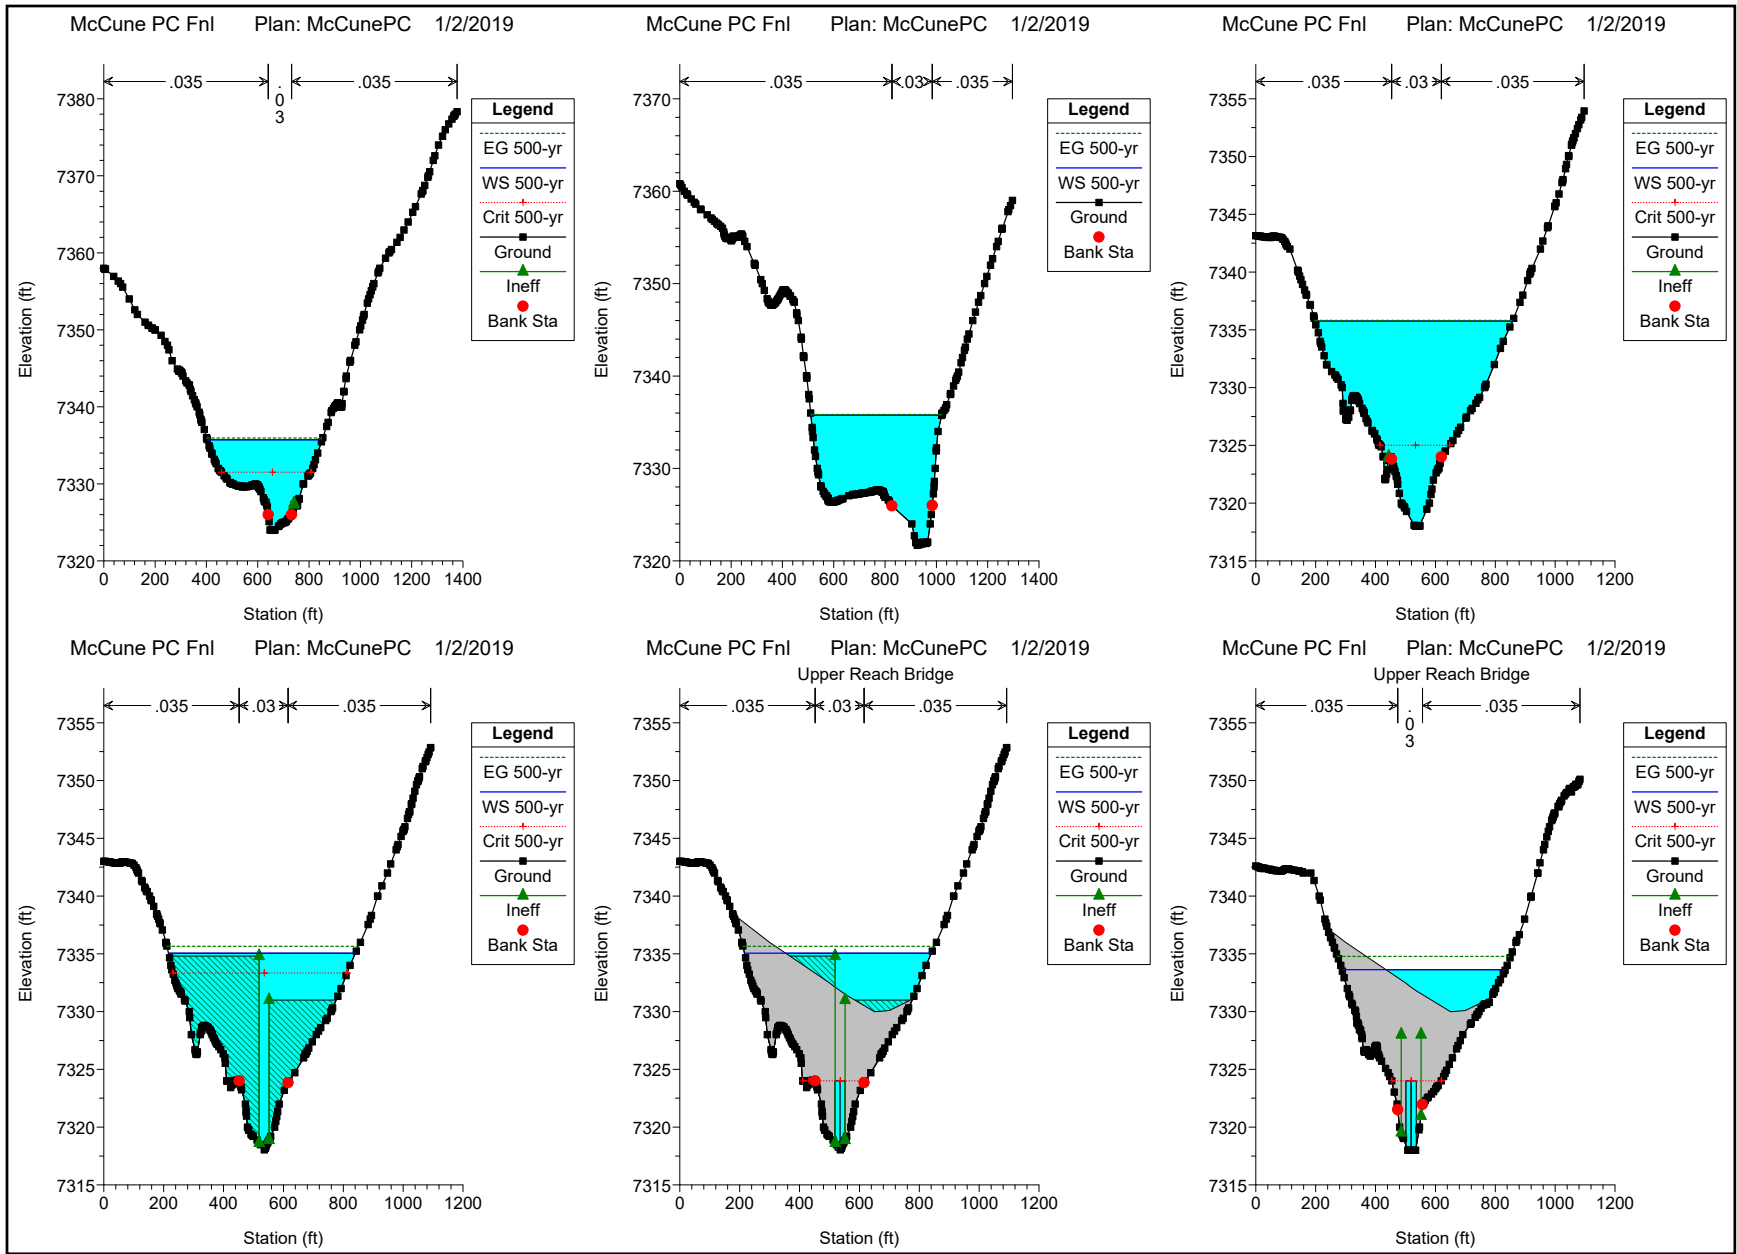 McCune PC Fnl Plan: McCunePC 1/2/2019
.035 .03 .035
7380
7370
7360
7350
7340
7330
7320
0 200 400 600 800 1000 1200 1400
Elevation (ft)
Station (ft)
Legend
EG 500-yr
WS 500-yr
Crit 500-yr
Ground
Ineff
Bank Sta
McCune PC Fnl Plan: McCunePC 1/2/2019
.035 .03 .035
7370
7360
7350
7340
7330
7320
0 200 400 600 800 1000 1200 1400
Elevation (ft)
Station (ft)
Legend
EG 500-yr
WS 500-yr
Ground
Bank Sta
McCune PC Fnl Plan: McCunePC 1/2/2019
.035 .03 .035
7355
7350
7345
7340
7335
7330
7325
7320
7315
0 200 400 600 800 1000 1200
Elevation (ft)
Station (ft)
Legend
EG 500-yr
WS 500-yr
Crit 500-yr
Ground
Ineff
Bank Sta
McCune PC Fnl Plan: McCunePC 1/2/2019
.035 .03 .035
7355
7350
7345
7340
7335
7330
7325
7320
7315
0 200 400 600 800 1000 1200
Elevation (ft)
Station (ft)
Legend
EG 500-yr
WS 500-yr
Crit 500-yr
Ground
Ineff
Bank Sta
McCune PC Fnl Plan: McCunePC 1/2/2019
Upper Reach Bridge
.035 .03 .035
7355
7350
7345
7340
7335
7330
7325
7320
7315
0 200 400 600 800 1000 1200
Elevation (ft)
Station (ft)
Legend
EG 500-yr
WS 500-yr
Crit 500-yr
Ground
Ineff
Bank Sta
McCune PC Fnl Plan: McCunePC 1/2/2019
Upper Reach Bridge
.035 .03 .035
7355
7350
7345
7340
7335
7330
7325
7320
7315
0 200 400 600 800 1000 1200
Elevation (ft)
Station (ft)
Legend
EG 500-yr
WS 500-yr
Crit 500-yr
Ground
Ineff
Bank Sta